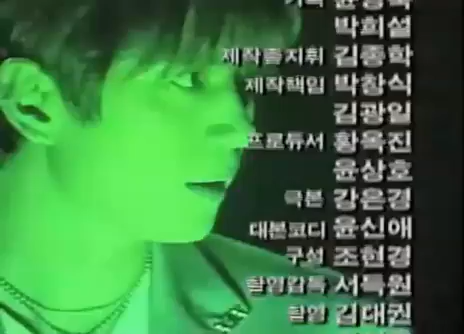 박희설
제작총지휘 김종학
제작책임 박창식
김광일
프로듀서 황옥진
윤상호
극본 강은경
대본코디 윤신애
구성 조현경
촬영감독 서득원
촬영 김대권